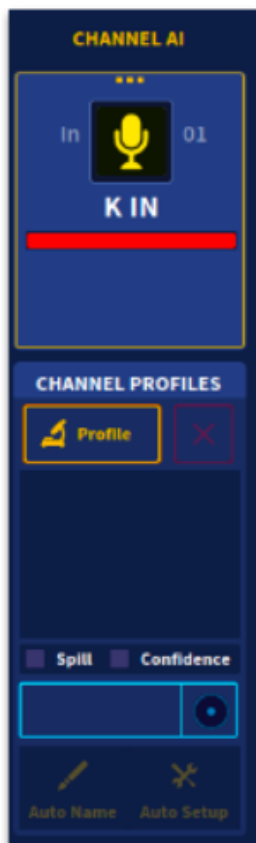 CHANNEL AI
In 01
K IN
CHANNEL PROFILES
Profile
Spill Confidence
Auto Name Auto Setup